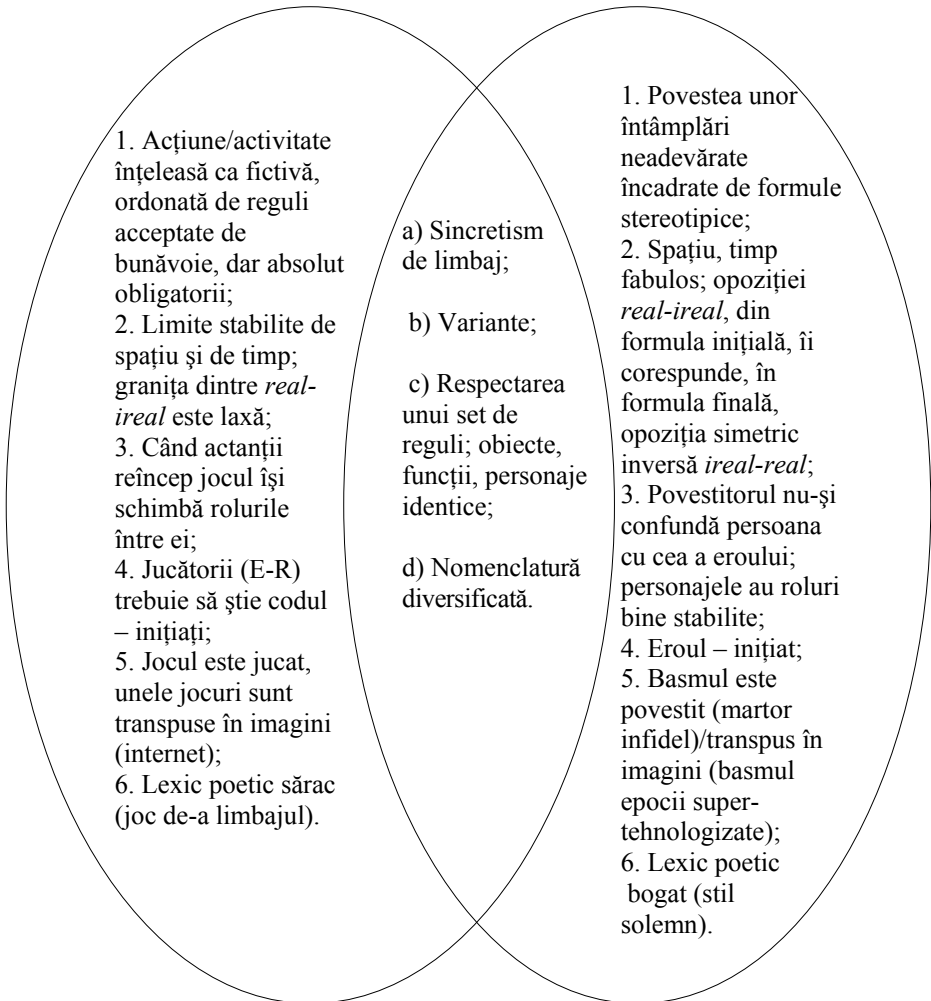 1. Acțiune/activitate
înțeleasă ca fictivă,
ordonată de reguli
acceptate de
bunăvoie, dar absolut
obligatorii;
2. Limite stabilite de
spațiu şi de timp;
granița dintre real-
ireal este laxă;
3. Când actanții
reîncep jocul îşi
schimbă rolurile
între ei;
4. Jucătorii (E-R)
trebuie să ştie codul
– inițiați;
5. Jocul este jucat,
unele jocuri sunt
transpuse în imagini
(internet);
6. Lexic poetic sărac
(joc de-a limbajul).
a) Sincretism
de limbaj;
b) Variante;
c) Respectarea
unui set de
reguli; obiecte,
funcții, personaje
identice;
d) Nomenclatură
diversificată.
1. Povestea unor
întâmplări
neadevărate
încadrate de formule
stereotipice;
2. Spațiu, timp
fabulos; opoziției
real-ireal, din
formula inițială, îi
corespunde, în
formula finală,
opoziția simetric
inversă ireal-real;
3. Povestitorul nu-şi
confundă persoana
cu cea a eroului;
personajele au roluri
bine stabilite;
4. Eroul – inițiat;
5. Basmul este
povestit (martor
infidel)/transpus în
imagini (basmul
epocii super-
tehnologizate);
6. Lexic poetic
bogat (stil
solemn).